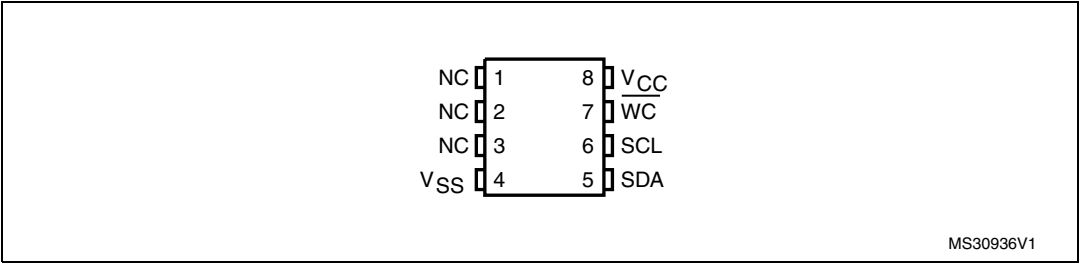 NC 1 8 VCC
NC 2 7 WC
NC 3 6 SCL
VSS 4 5 SDA
MS30936V1